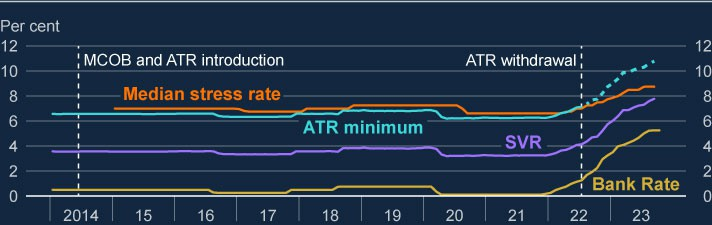 Per cent
12 12
MCOB and ATR introduction ATR withdrawal
10 10
Median stress rate
8 8
ATR minimum
6 6
SVR
4 4
Bank Rate
2 2
0 0
2014 15 16 17 18 19 20 21 22 23